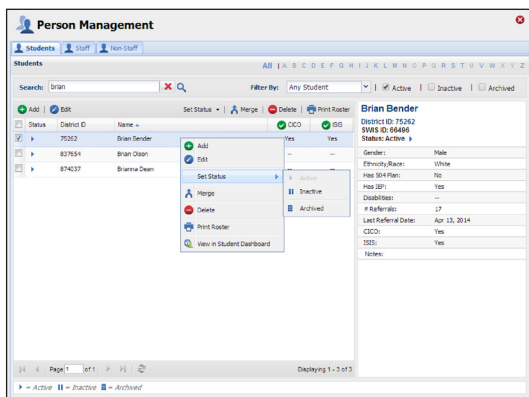 Person Management
Students Staff Non-Staff
Students All | A B C D E F G H I J K L M N O P Q R S T U V W X Y Z
Search: brian Filter By: Any Student Active | Inactive | Archived
Add | Edit Set Status | Merge | Delete | Print Roster
Status District ID Name CICO ISIS
75262 Brian Bender Yes Yes
837654 Brian Olson -- --
874037 Brianna Dean -- --
Add
Edit
Set Status
Merge
Delete
Print Roster
View in Student Dashboard
Active
Inactive
Archived
Brian Bender
District ID: 75262
SWIS ID: 66496
Status: Active
Gender: Male
Ethnicity/Race: White
Has 504 Plan: No
Has IEP: Yes
Disabilities: --
# Referrals: 17
Last Referral Date: Apr 13, 2014
CICO: Yes
ISIS: Yes
Notes:
Page 1 of 1 Displaying 1 - 3 of 3
= Active = Inactive = Archived